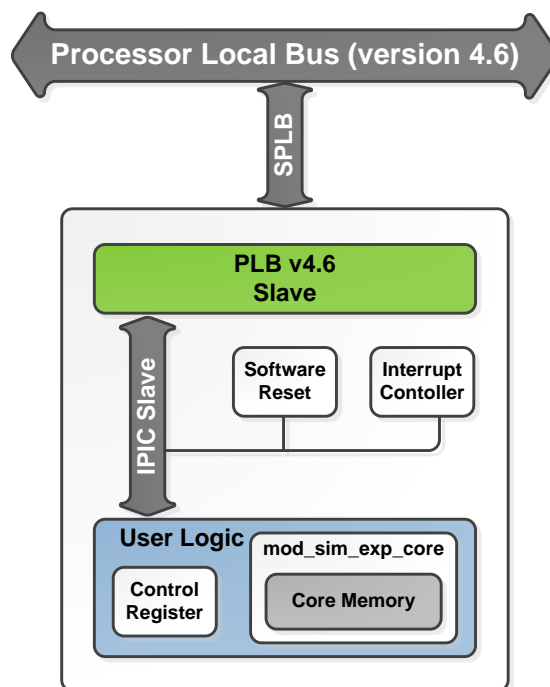 Processor Local Bus (version 4.6)
SPLB
PLB v4.6
Slave
IPIC Slave
Software
Reset
Interrupt
Contoller
User Logic
mod_sim_exp_core
Control
Register
Core Memory